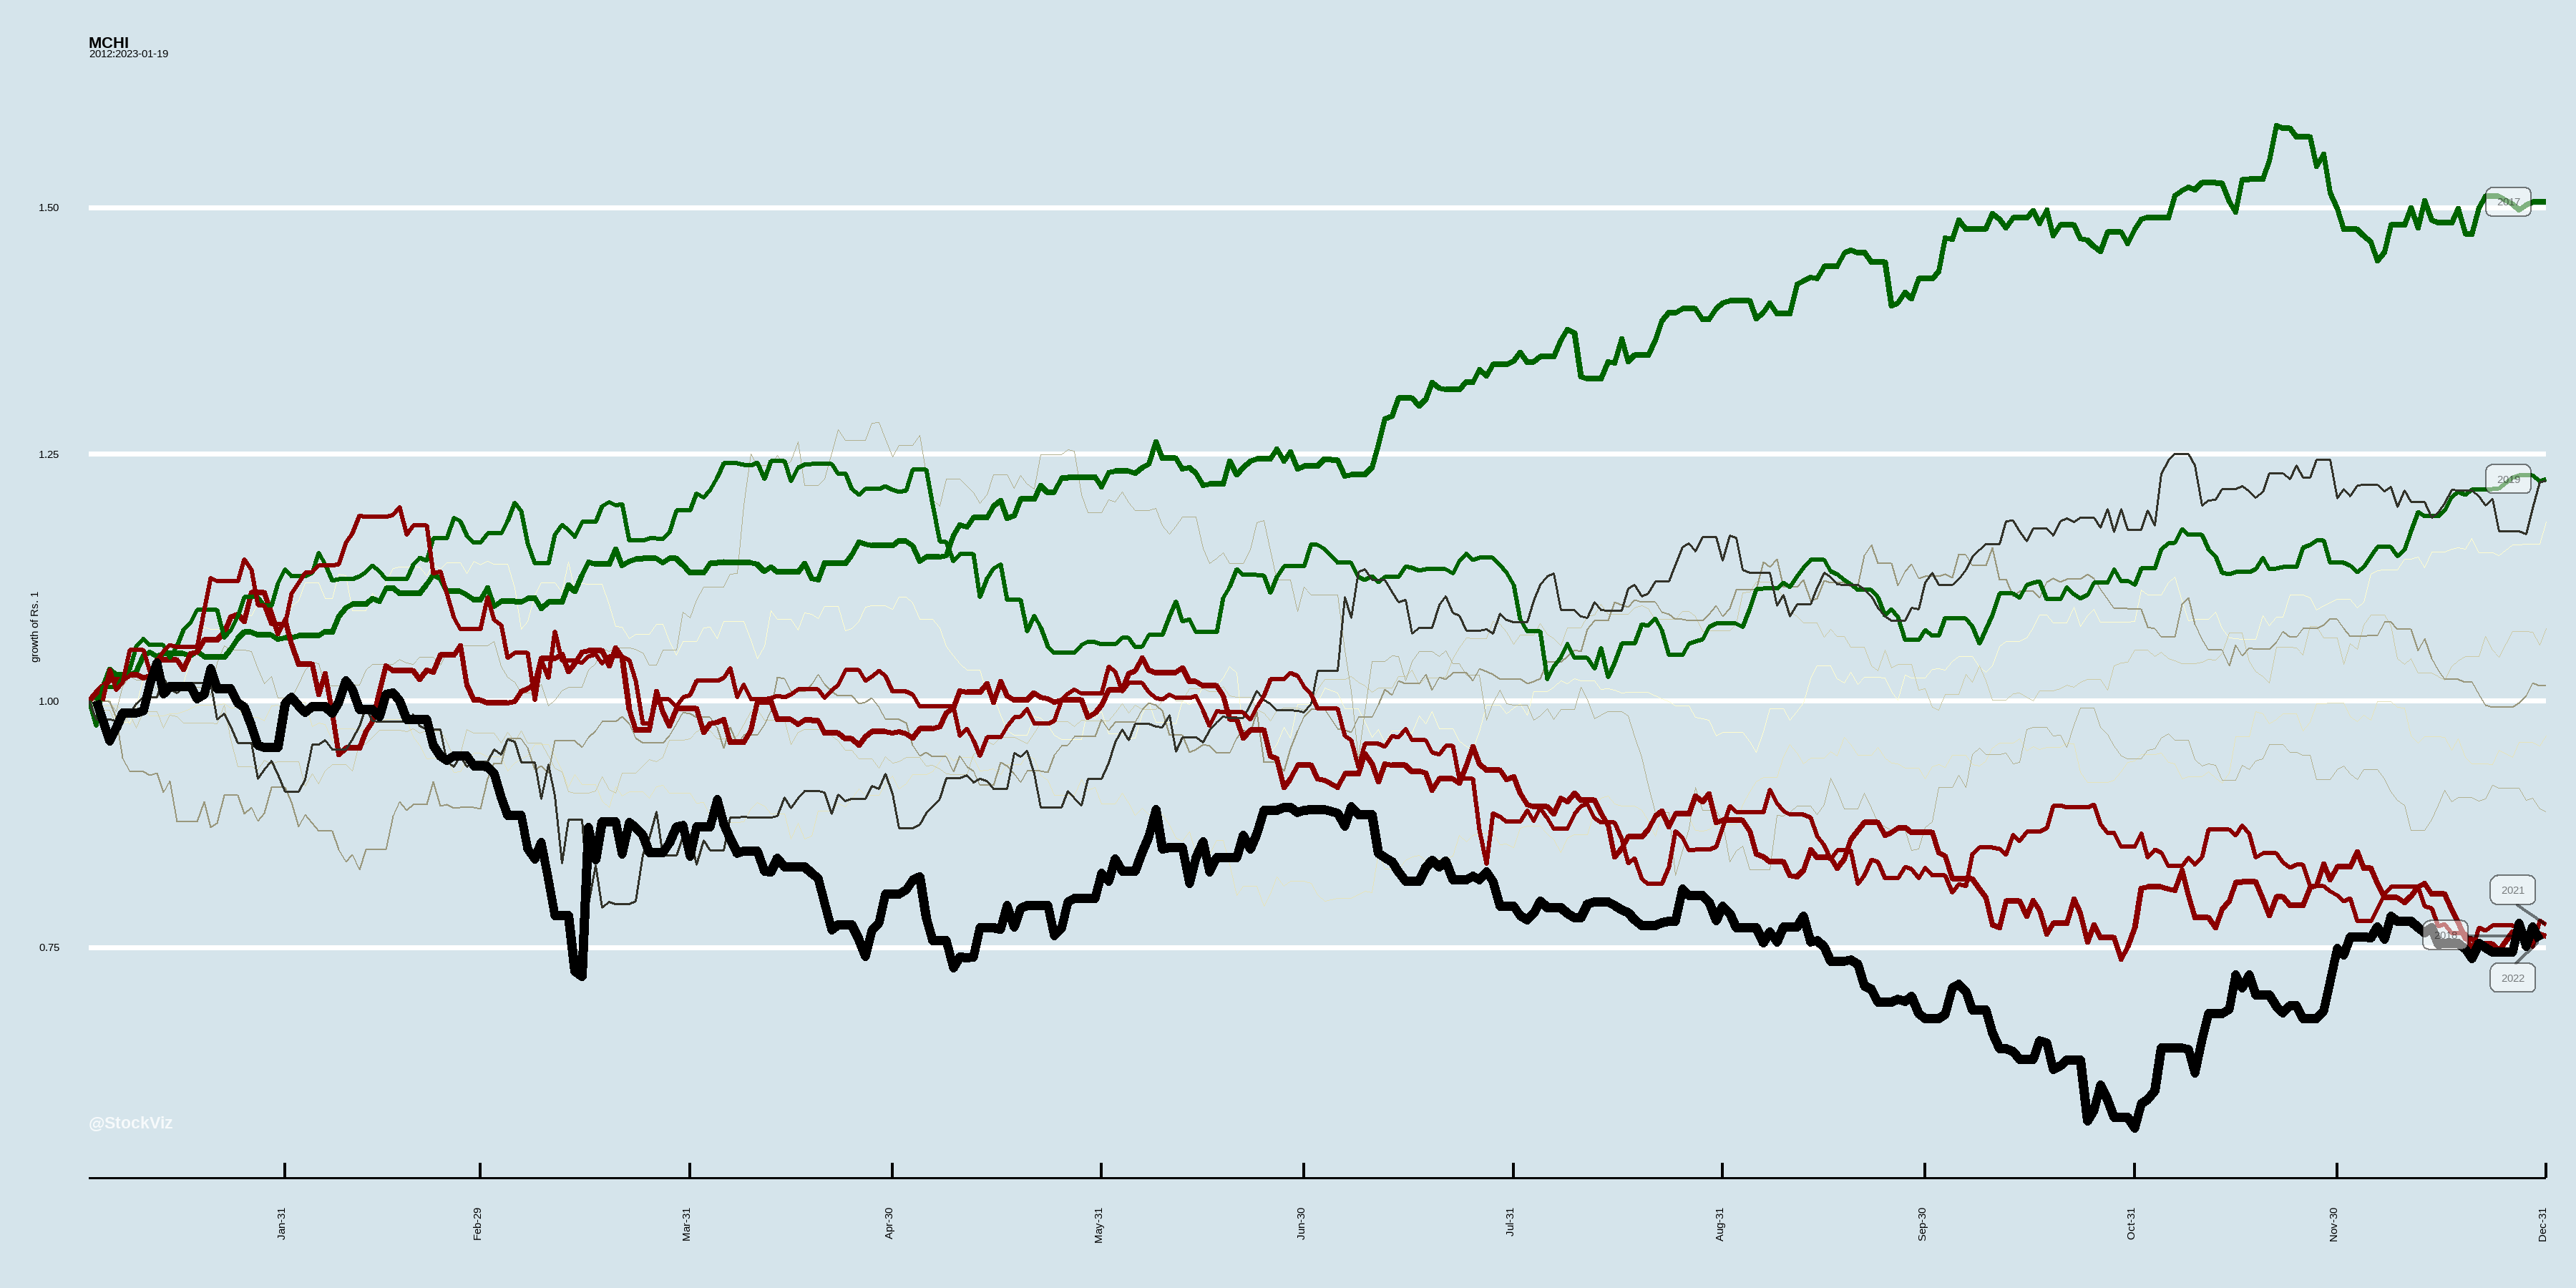 MCHI
2012:2023-01-19
1.50
1.25
1.00
0.75
growth of Rs. 1
2017
2019
2021
2018
2022
@StockViz
Jan-31
Feb-29
Mar-31
Apr-30
May-31
Jun-30
Jul-31
Aug-31
Sep-30
Oct-31
Nov-30
Dec-31